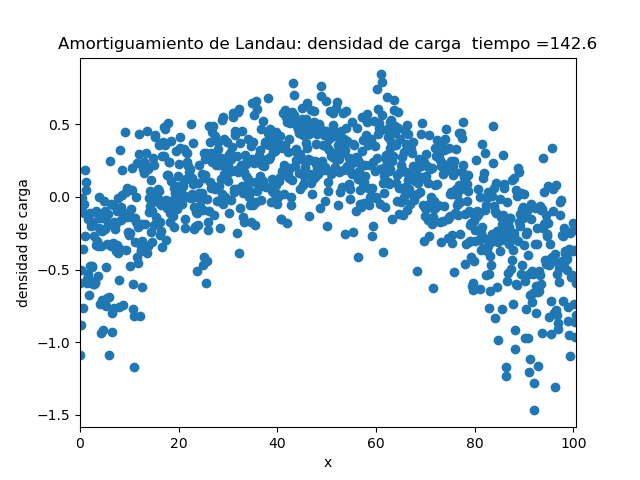 Amortiguamiento de Landau: densidad de carga  tiempo =142.6
densidad de carga
0.5
0.0
−0.5
−1.0
−1.5
0 20 40 60 80 100
x